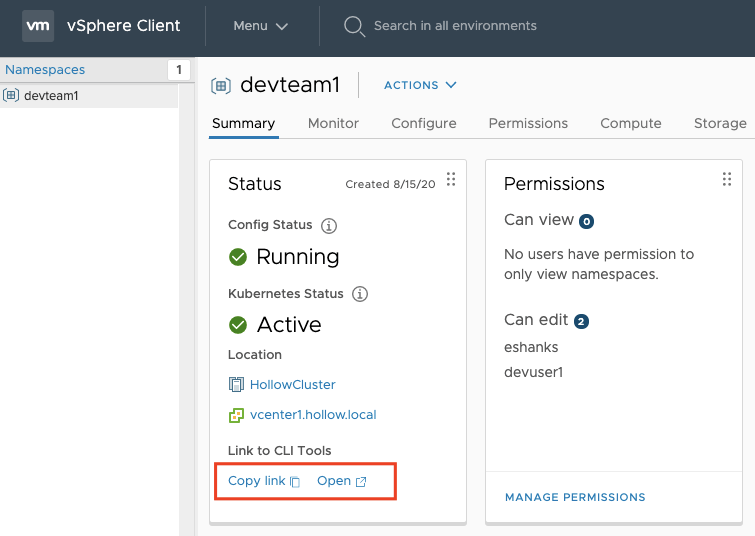 vm vSphere Client Menu Search in all environments
Namespaces 1
devteam1
devteam1 ACTIONS
Summary Monitor Configure Permissions Compute Storage
Status Created 8/15/20
Config Status
Running
Kubernetes Status
Active
Location
HollowCluster
vcenter1.hollow.local
Link to CLI Tools
Copy link Open
Permissions
Can view 0
No users have permission to
only view namespaces.
Can edit 2
eshanks
devuser1
MANAGE PERMISSIONS